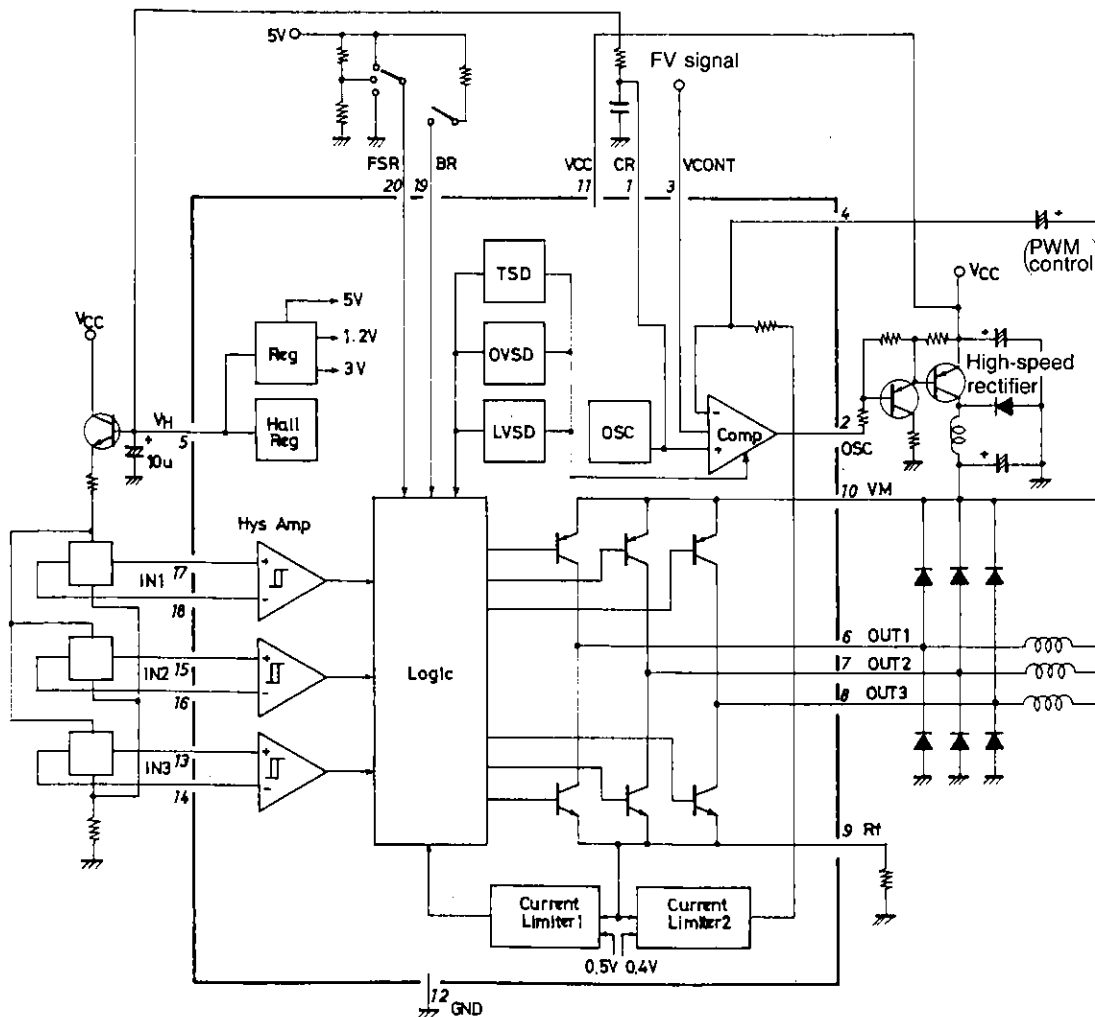 5V
FV signal
FSR
BR
VCC
CR
VCONT
20
19
11
1
3
4
+
(PWM
control)
VCC
TSD
5V
1.2V
3V
Reg
VCC
OVSD
+
High-speed
rectifier
VH
5
Hall
Reg
+
10u
LVSD
OSC
-
Comp
+
2
OSC
+
10 VM
Hys Amp
17
IN1
18
+
-
6 OUT1
7 OUT2
8 OUT3
15
IN2
16
+
-
Logic
13
IN3
14
+
-
9 Rf
Current
Limiter1
Current
Limiter2
0.5V 0.4V
12
GND